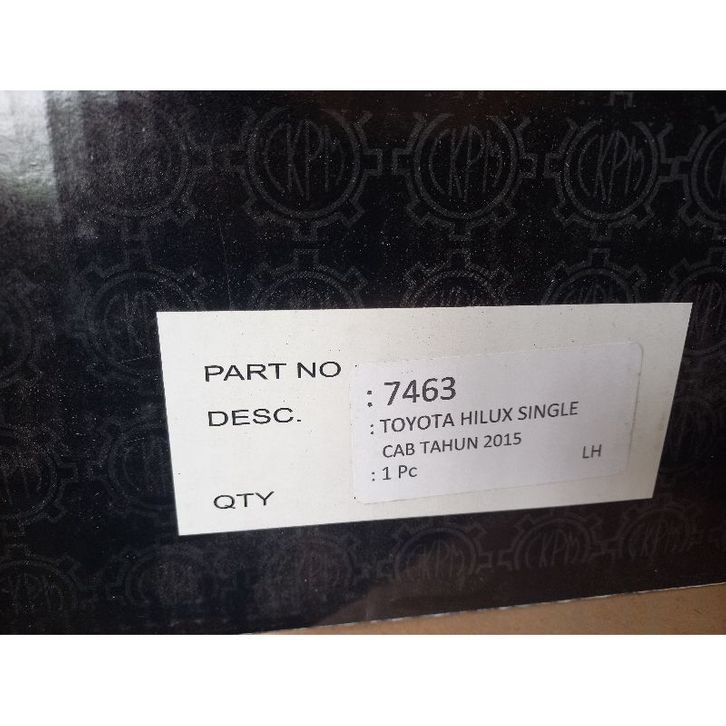 PART NO : 7463
DESC. : TOYOTA HILUX SINGLE
CAB TAHUN 2015
LH
QTY : 1 Pc